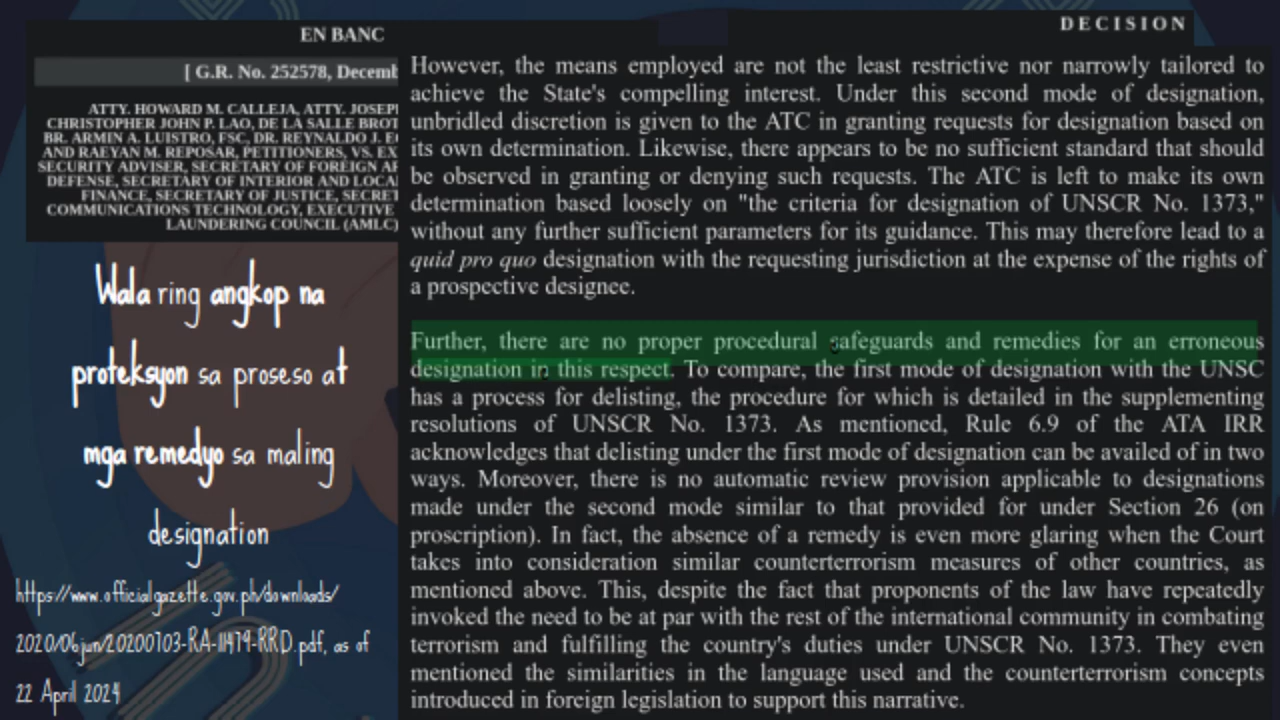 EN BANC
[ G.R. No. 252578, Decemb
ATTY. HOWARD M. CALLEJA, ATTY. JOSEP
CHRISTOPHER JOHN P. LAO, DE LA SALLE BROT
BR. ARMIN A. LUISTRO, FSC, DR. REYNALDO J.
AND RAEYAN M. REPOSAR, PETITIONERS, VS. EX
SECURITY ADVISER, SECRETARY OF FOREIGN AF
DEFENSE, SECRETARY OF INTERIOR AND LOCA
FINANCE, SECRETARY OF JUSTICE, SECRET
COMMUNICATIONS TECHNOLOGY, EXECUTIVE
LAUNDERING COUNCIL (AMLC)
Wala ring angkop na
proteksyon sa proseso at
mga remedyo sa maling
designation
https://www.officialgazette.gov.ph/downloads/
2020/06jun/20200703-RA-11479-RRD.pdf, as of
22 April 2024
DECISION
However, the means employed are not the least restrictive nor narrowly tailored to
achieve the State's compelling interest. Under this second mode of designation,
unbridled discretion is given to the ATC in granting requests for designation based on
its own determination. Likewise, there appears to be no sufficient standard that should
be observed in granting or denying such requests. The ATC is left to make its own
determination based loosely on "the criteria for designation of UNSCR No. 1373,"
without any further sufficient parameters for its guidance. This may therefore lead to a
quid pro quo designation with the requesting jurisdiction at the expense of the rights of
a prospective designee.
Further, there are no proper procedural safeguards and remedies for an erroneous
designation in this respect. To compare, the first mode of designation with the UNSC
has a process for delisting, the procedure for which is detailed in the supplementing
resolutions of UNSCR No. 1373. As mentioned, Rule 6.9 of the ATA IRR
acknowledges that delisting under the first mode of designation can be availed of in two
ways. Moreover, there is no automatic review provision applicable to designations
made under the second mode similar to that provided for under Section 26 (on
proscription). In fact, the absence of a remedy is even more glaring when the Court
takes into consideration similar counterterrorism measures of other countries, as
mentioned above. This, despite the fact that proponents of the law have repeatedly
invoked the need to be at par with the rest of the international community in combating
terrorism and fulfilling the country's duties under UNSCR No. 1373. They even
mentioned the similarities in the language used and the counterterrorism concepts
introduced in foreign legislation to support this narrative.